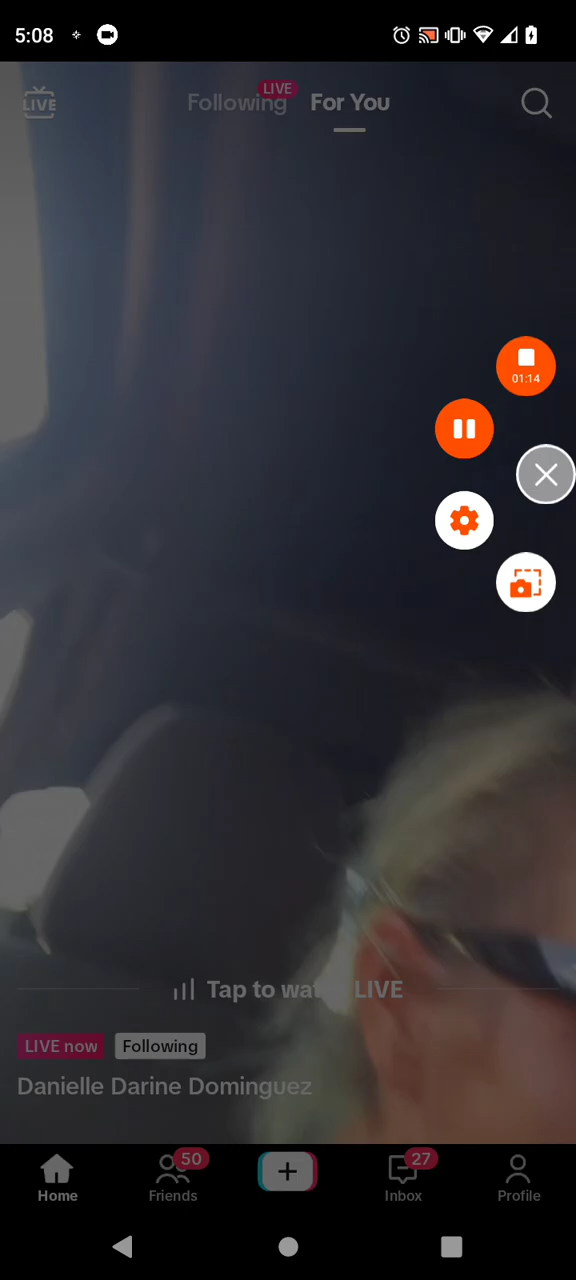 5:08
LIVE
Following
LIVE
For You
01:14
Tap to watch LIVE
LIVE now
Following
Danielle Darine Dominguez
50
27
Home
Friends
Inbox
Profile